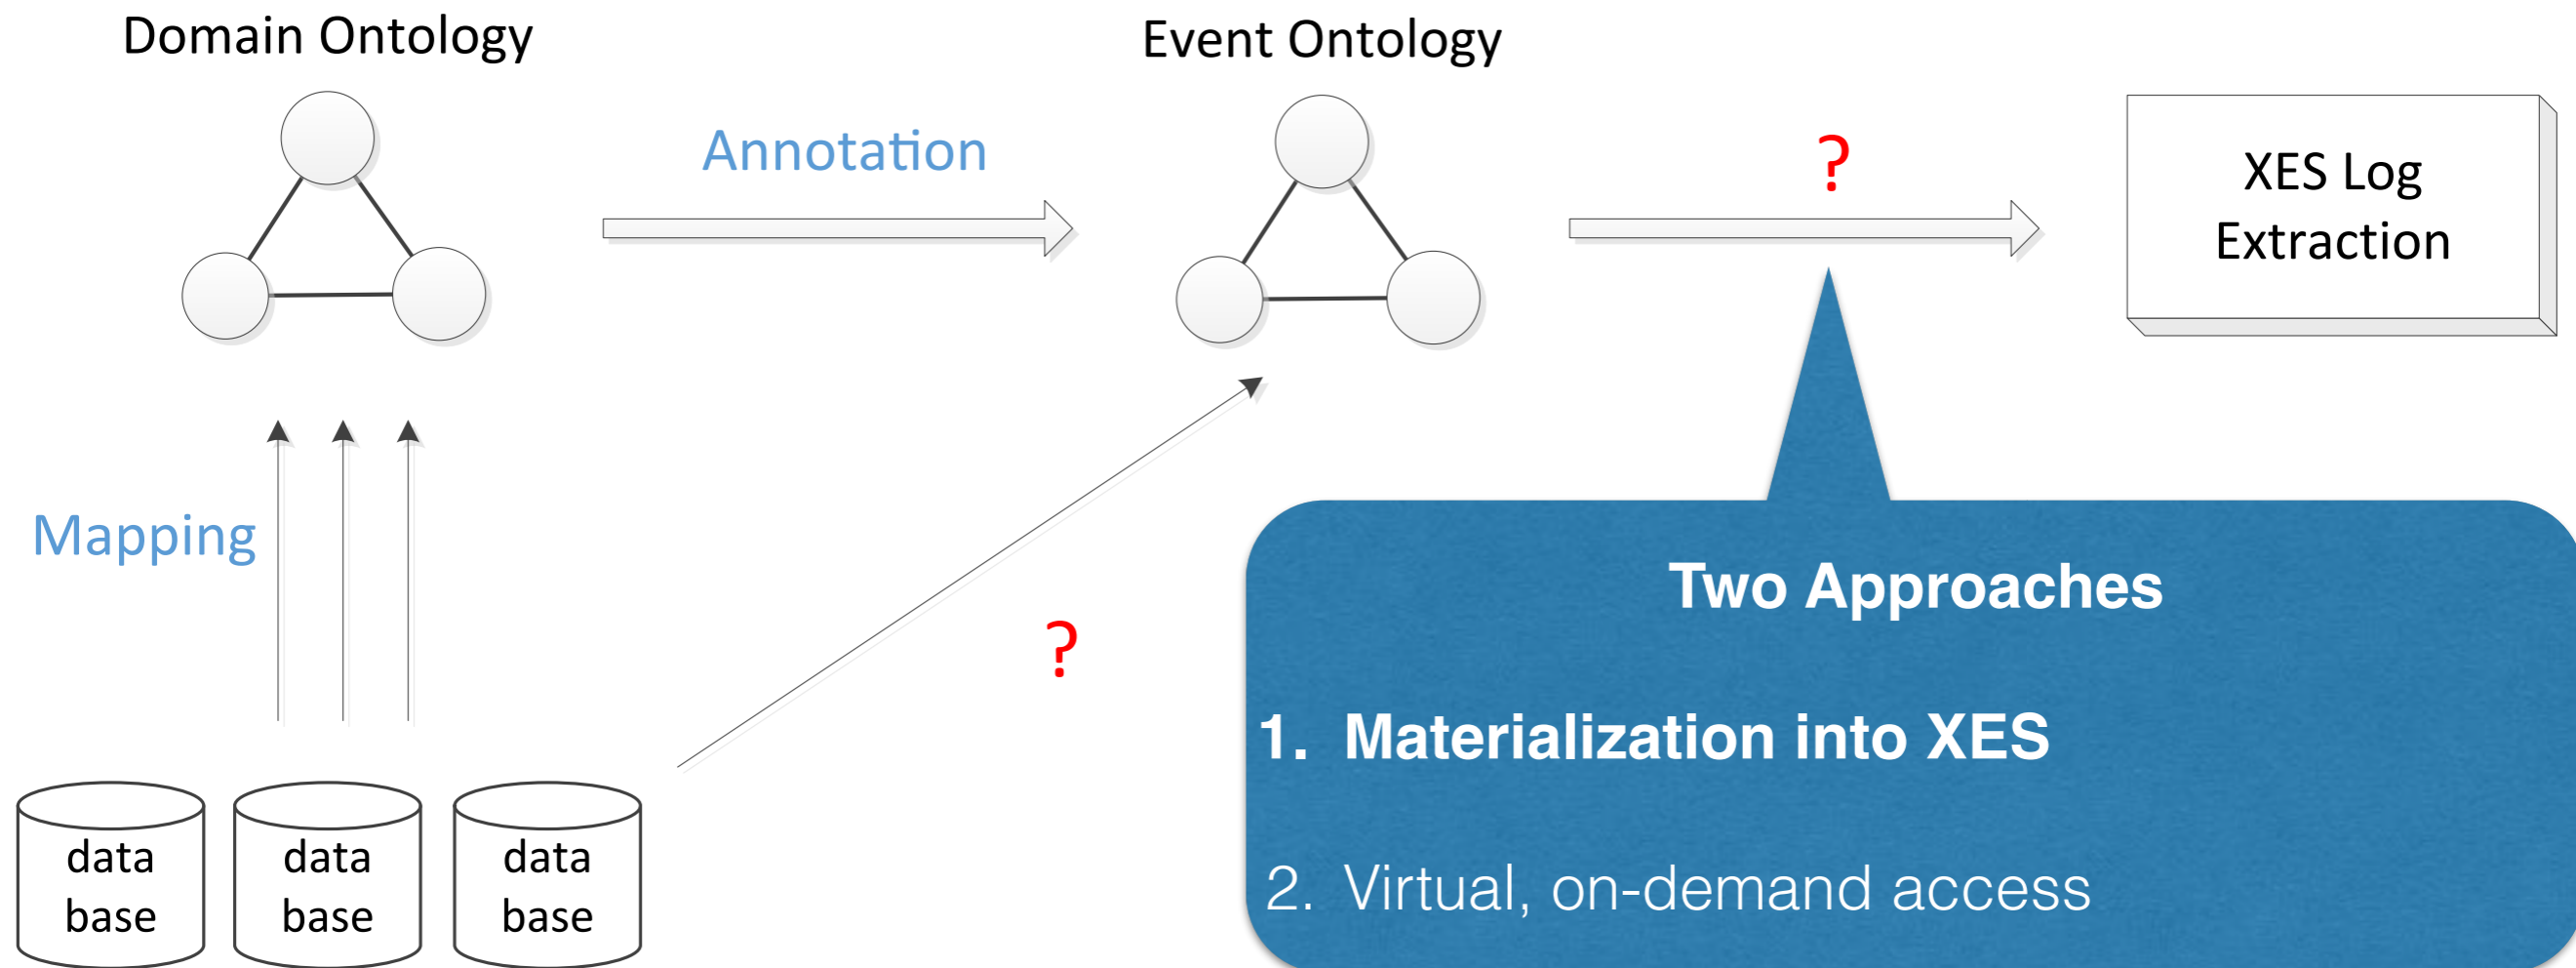 Domain Ontology
Event Ontology
Annotation
?
XES Log
Extraction
Mapping
?
Two Approaches
1. Materialization into XES
2. Virtual, on-demand access
data
base
data
base
data
base